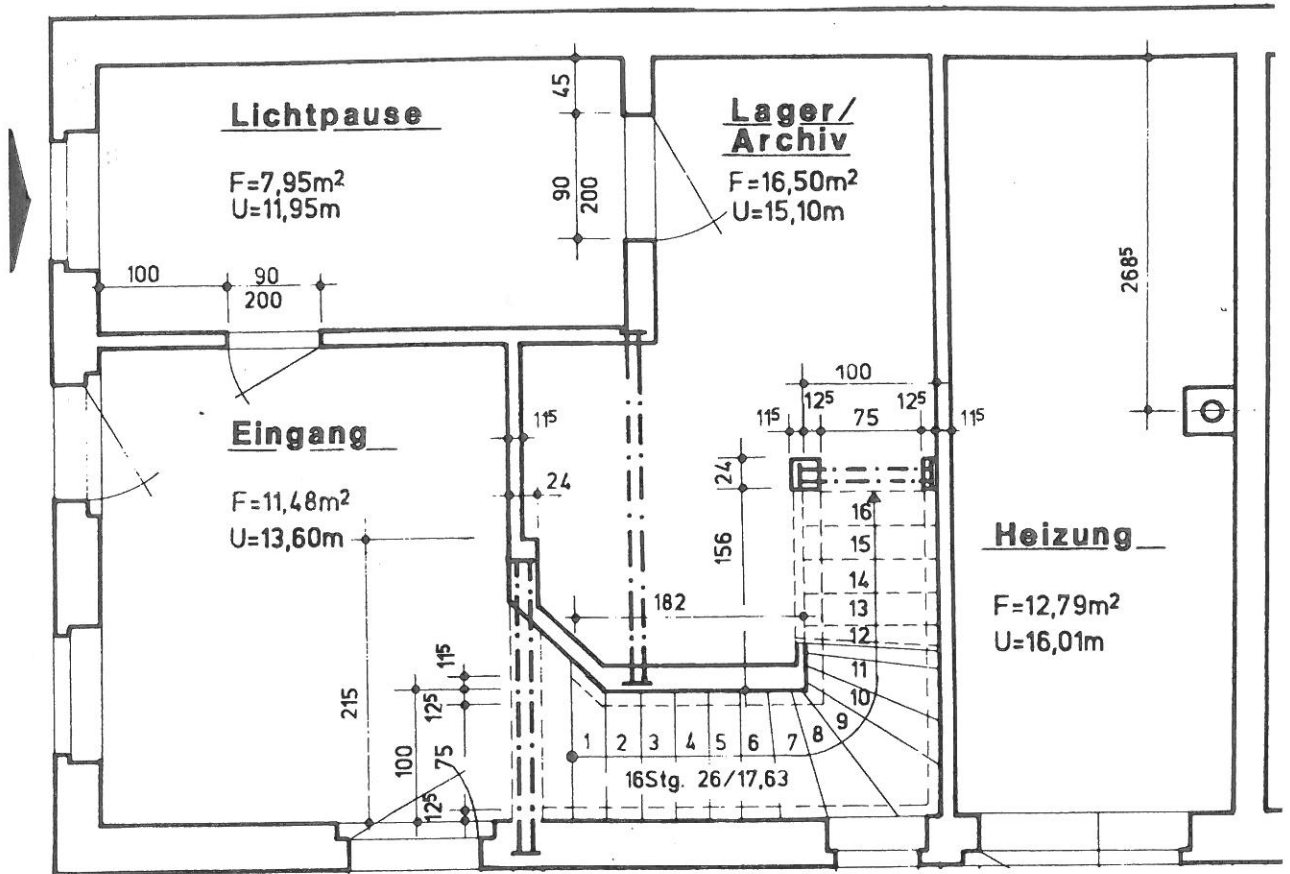 Lichtpause
F=7,95m²
U=11,95m
45
90
200
Lager/
Archiv
F=16,50m²
U=15,10m
268⁵
100
90
200
100
11⁵
12⁵
75
12⁵
11⁵
Eingang
F=11,48m²
U=13,60m
11⁵
24
24
156
182
Heizung
F=12,79m²
U=16,01m
16
15
14
13
12
11
10
9
8
7
6
5
4
3
2
1
16Stg. 26/17,63
215
100
11⁵
12⁵
75
12⁵